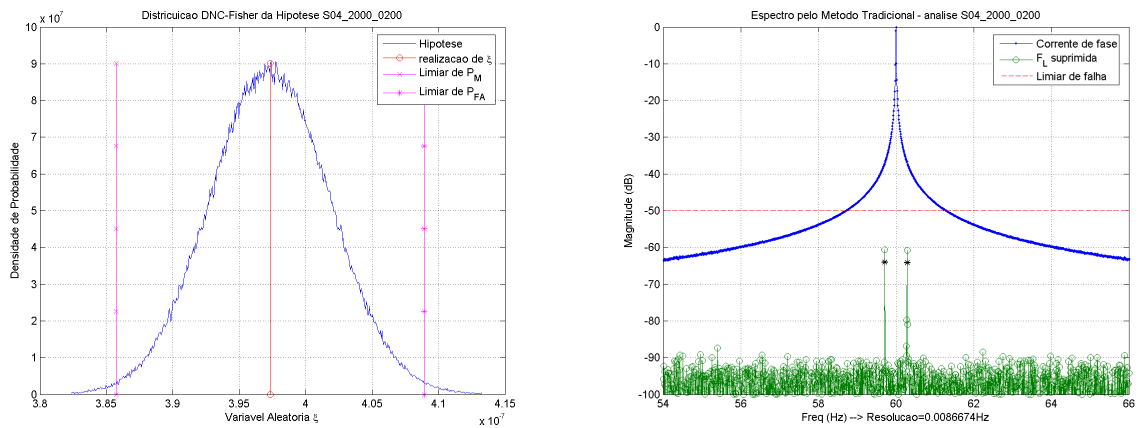 Districuicao DNC-Fisher da Hipotese S04_2000_0200
10 x 10⁷
9
8
7
6
5
4
3
2
1
0
Densidade de Probabilidade
3.8
3.85
3.9
3.95
4
4.05
4.1
4.15
x 10⁻⁷
Variavel Aleatoria ξ
Hipotese
realizacao de ξ
Limiar de P_M
Limiar de P_FA
Espectro pelo Metodo Tradicional - analise S04_2000_0200
0
-10
-20
-30
-40
-50
-60
-70
-80
-90
-100
Magnitude (dB)
54
56
58
60
62
64
66
Freq (Hz) --> Resolucao=0.0086674Hz
Corrente de fase
F_L suprimida
Limiar de falha